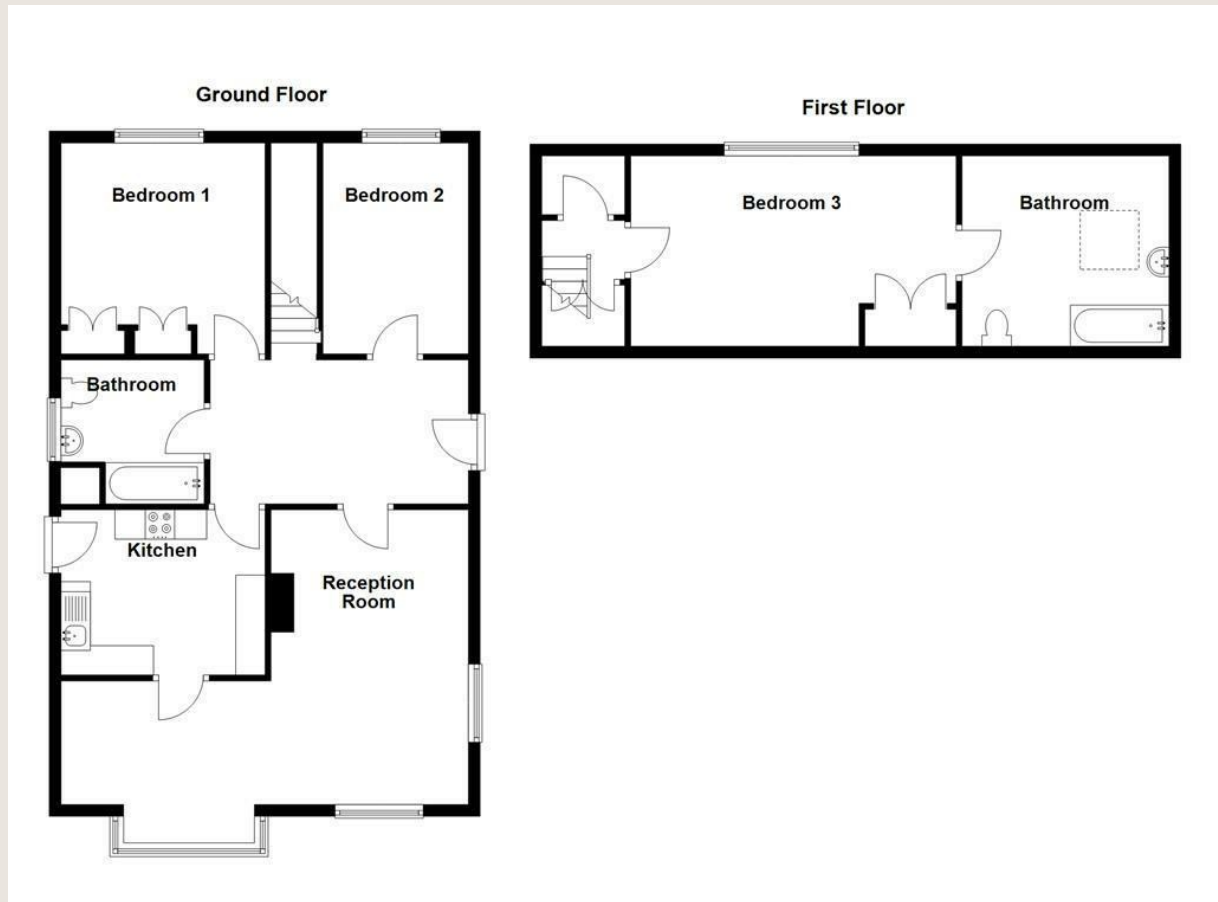 Ground Floor
Bedroom 1
Bedroom 2
Bathroom
Kitchen
Reception
Room
First Floor
Bedroom 3
Bathroom